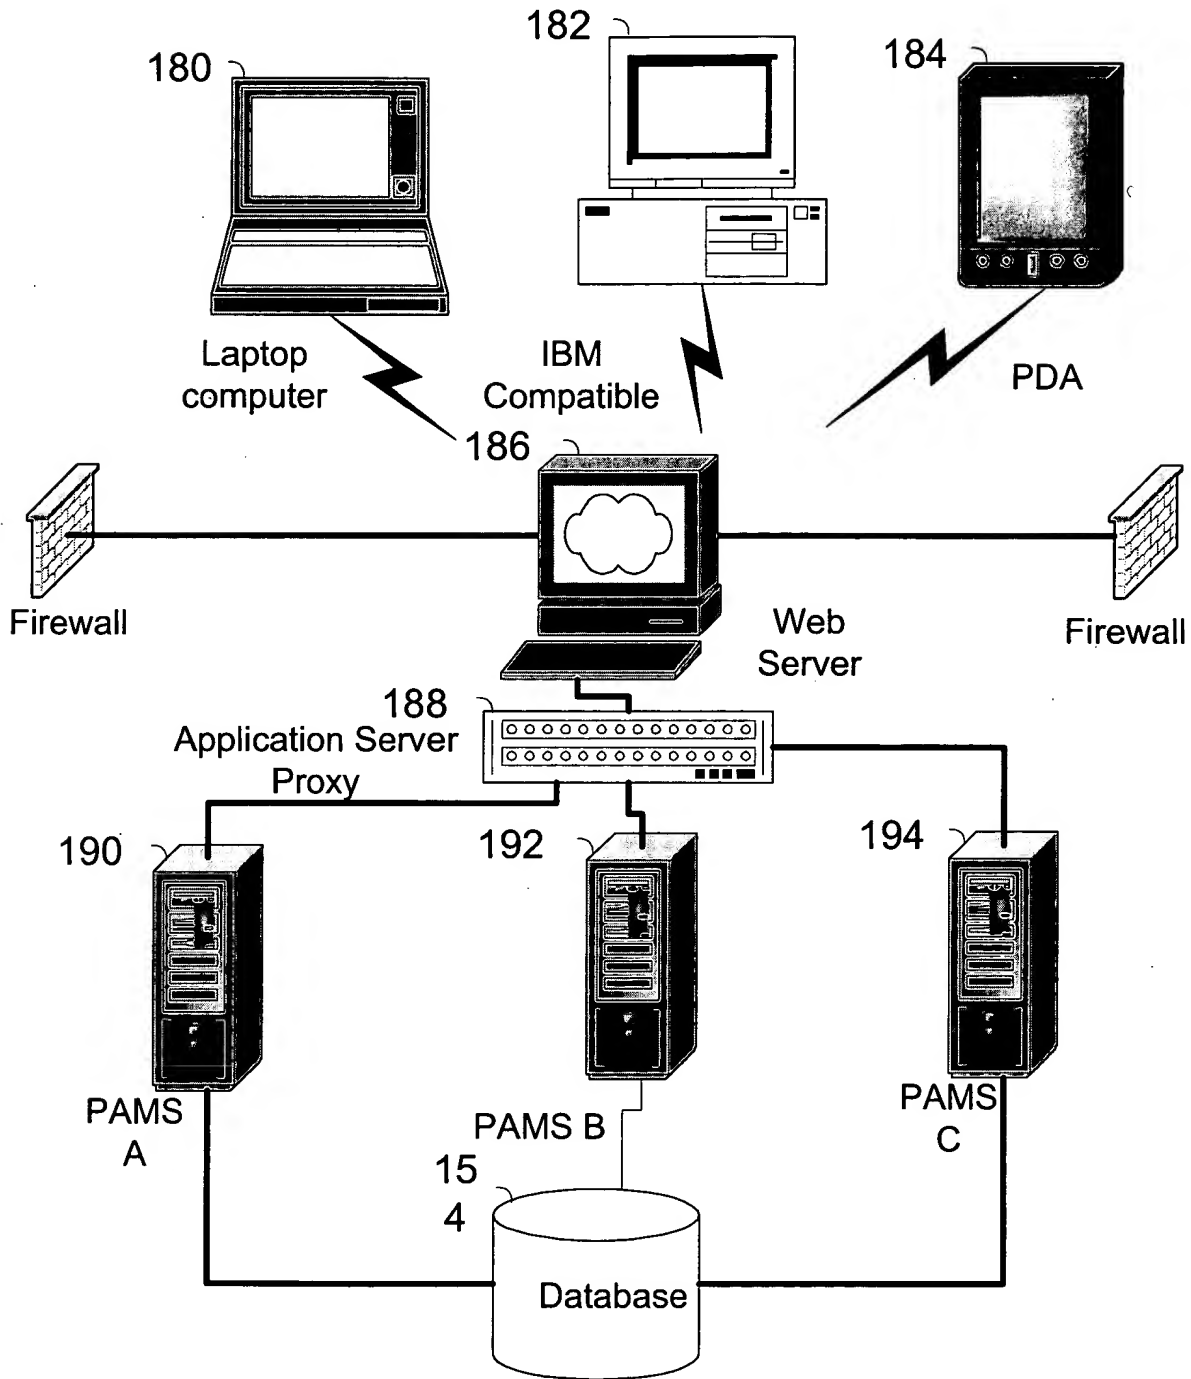 182
180
184
Laptop
computer
IBM
Compatible
PDA
186
Firewall
Web
Server
Firewall
188
Application Server
Proxy
190
192
194
PAMS
A
PAMS B
PAMS
C
15
4
Database